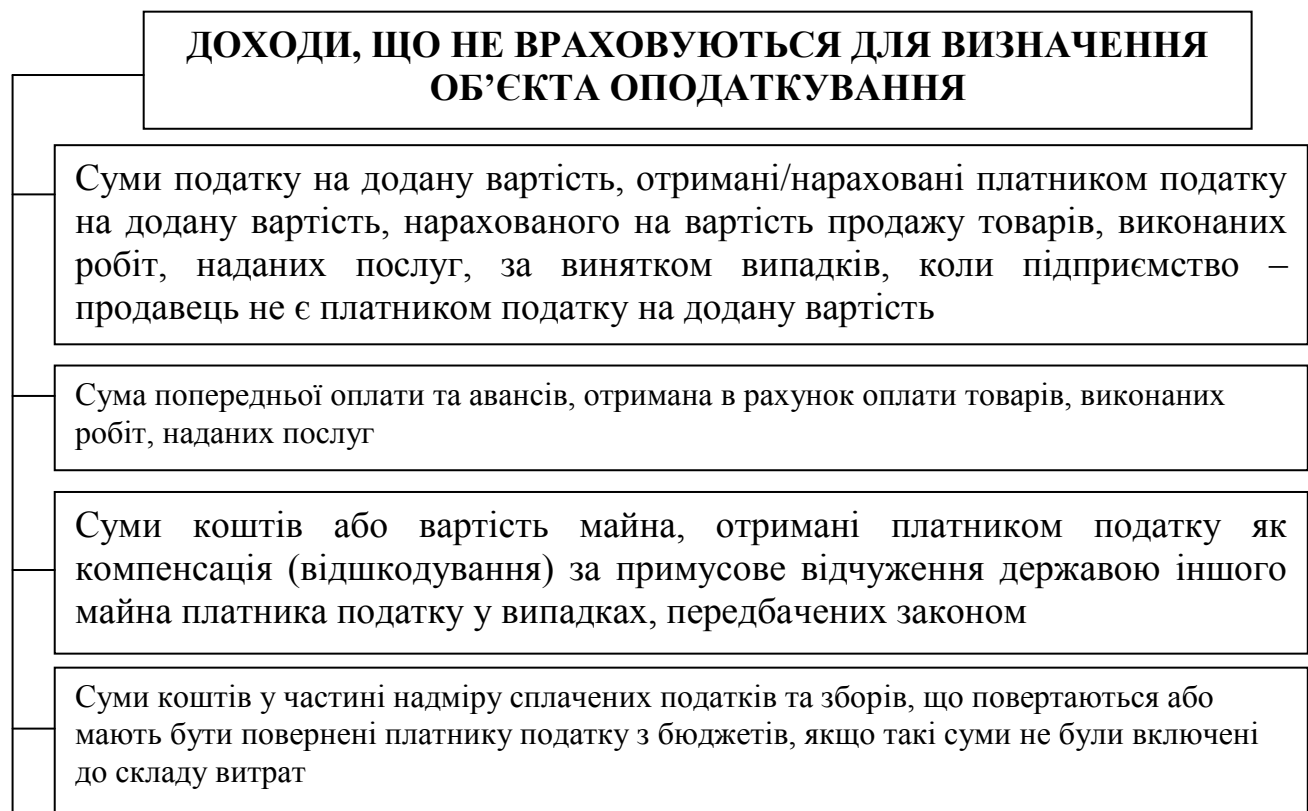 ДОХОДИ, ЩО НЕ ВРАХОВУЮТЬСЯ ДЛЯ ВИЗНАЧЕННЯ
ОБ’ЄКТА ОПОДАТКУВАННЯ
Суми податку на додану вартість, отримані/нараховані платником податку
на додану вартість, нарахованого на вартість продажу товарів, виконаних
робіт, наданих послуг, за винятком випадків, коли підприємство –
продавець не є платником податку на додану вартість
Сума попередньої оплати та авансів, отримана в рахунок оплати товарів, виконаних
робіт, наданих послуг
Суми коштів або вартість майна, отримані платником податку як
компенсація (відшкодування) за примусове відчуження державою іншого
майна платника податку у випадках, передбачених законом
Суми коштів у частині надміру сплачених податків та зборів, що повертаються або
мають бути повернені платнику податку з бюджетів, якщо такі суми не були включені
до складу витрат